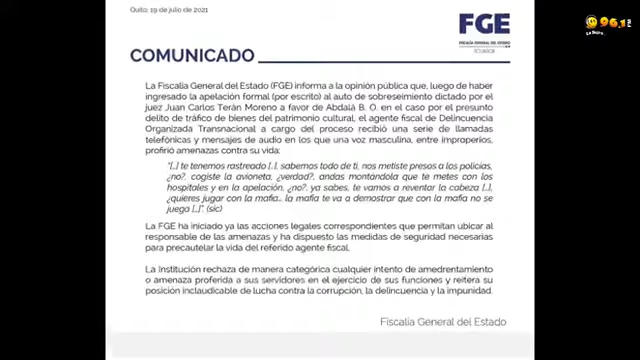 Quito, 19 de julio de 2021
FGE
FISCALÍA GENERAL DEL ESTADO
ECUADOR
96.1
COMUNICADO
La Fiscalía General del Estado (FGE) informa a la opinión pública que, luego de haber
ingresado la apelación formal (por escrito) al auto de sobreseimiento dictado por el
juez Juan Carlos Terán Moreno a favor de Abdalá B. O. en el caso por el presunto
delito de tráfico de bienes del patrimonio cultural, el agente fiscal de Delincuencia
Organizada Transnacional a cargo del proceso recibió una serie de llamadas
telefónicas y mensajes de audio en los que una voz masculina, entre improperios,
profirió amenazas contra su vida:
“[…] te tenemos rastreado […], sabemos todo de ti, nos metiste presos a los policías,
¿no?, cogiste la avioneta, ¿verdad?, andas montándola que te metes con los
hospitales y en la apelación, ¿no?, ya sabes, te vamos a reventar la cabeza […],
¿quieres jugar con la mafia… la mafia te va a demostrar que con la mafia no se
juega […]”. (sic)
La FGE ha iniciado ya las acciones legales correspondientes que permitan ubicar al
responsable de las amenazas y ha dispuesto las medidas de seguridad necesarias
para precautelar la vida del referido agente fiscal.
La Institución rechaza de manera categórica cualquier intento de amedrentamiento
o amenaza proferida a sus servidores en el ejercicio de sus funciones y reitera su
posición inclaudicable de lucha contra la corrupción, la delincuencia y la impunidad.
Fiscalía General del Estado